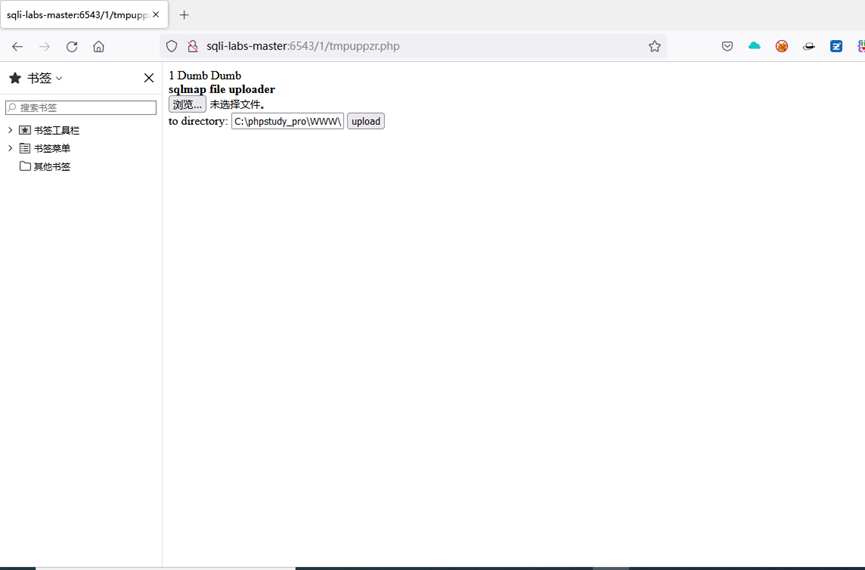 sqli-labs-master:6543/1/tmpuppz
sqli-labs-master:6543/1/tmpuppzr.php
书签
搜索书签
书签工具栏
书签菜单
其他书签
1 Dumb Dumb
sqlmap file uploader
浏览... 未选择文件。
to directory: C:\phpstudy_pro\WWW\ upload